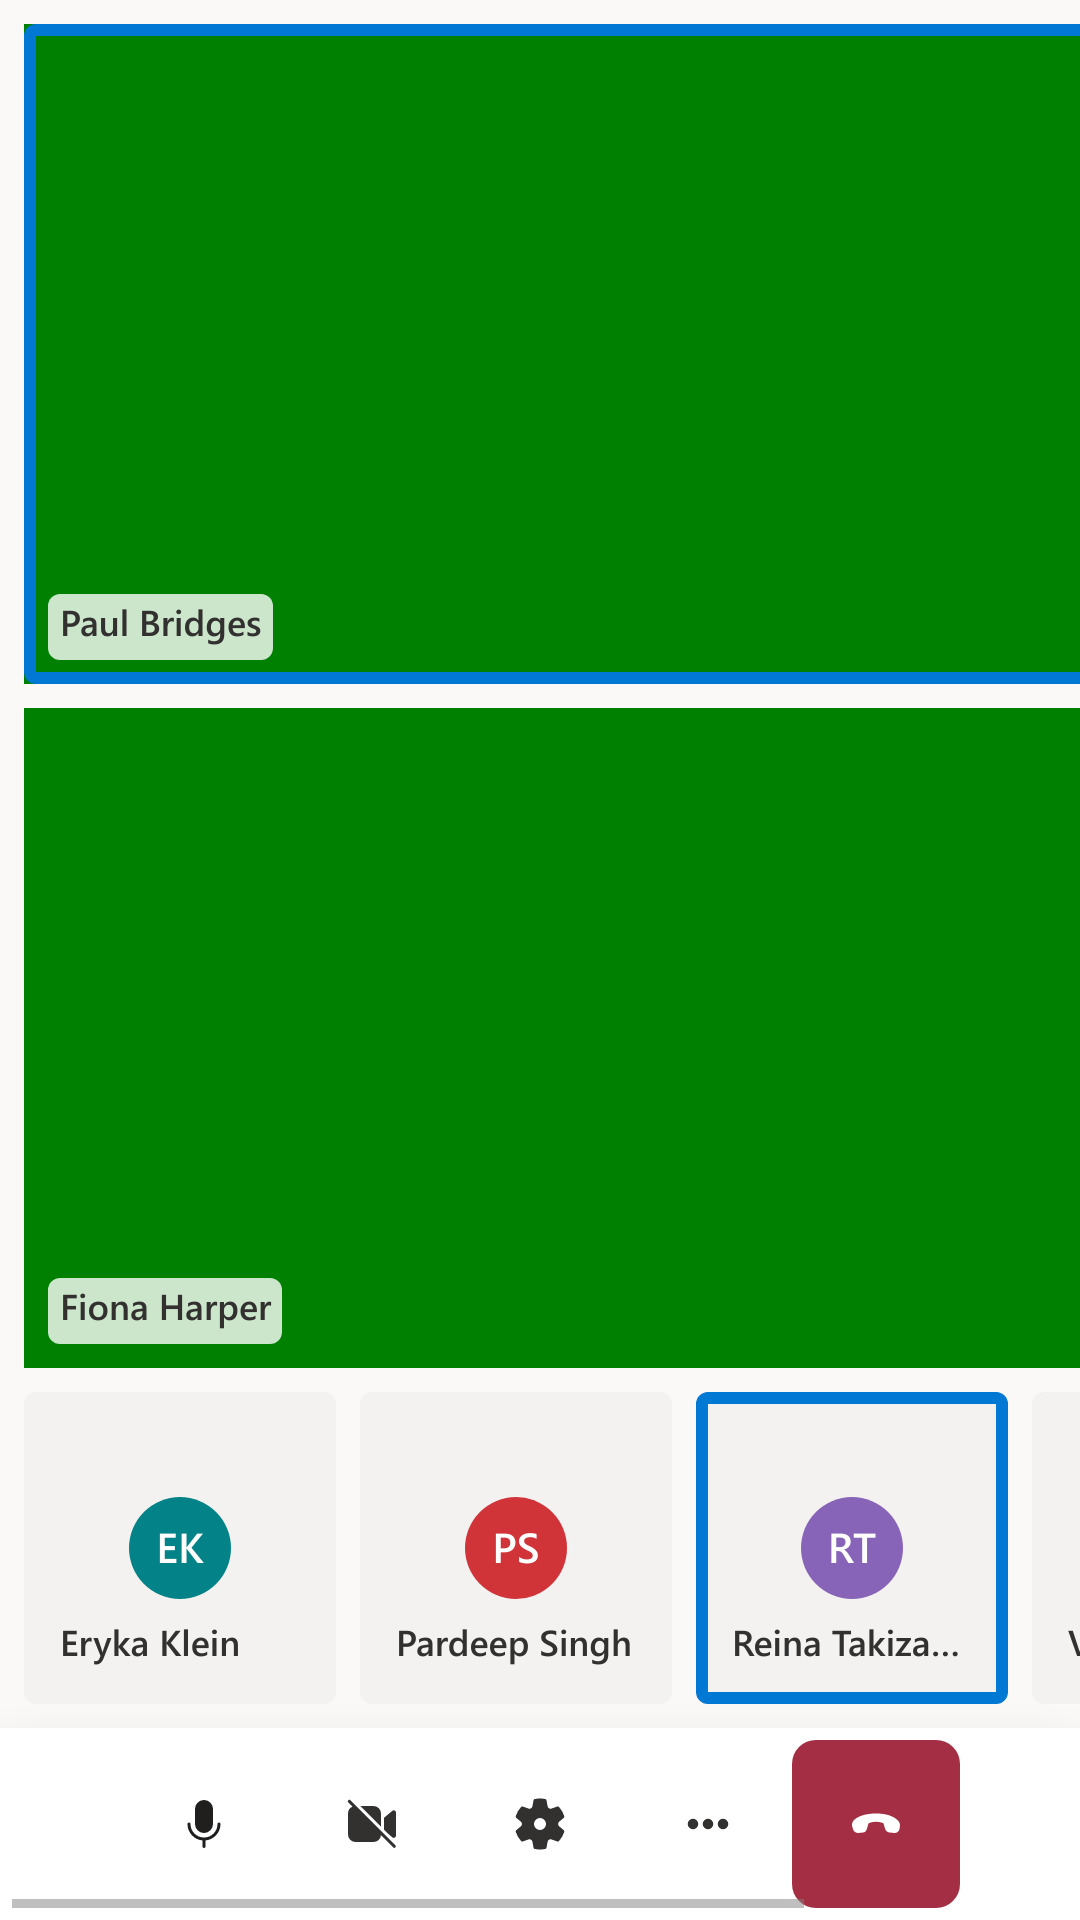 Paul Bridges
Fiona Harper
EK
PS
RT
Eryka Klein
Pardeep Singh
Reina Takiza...